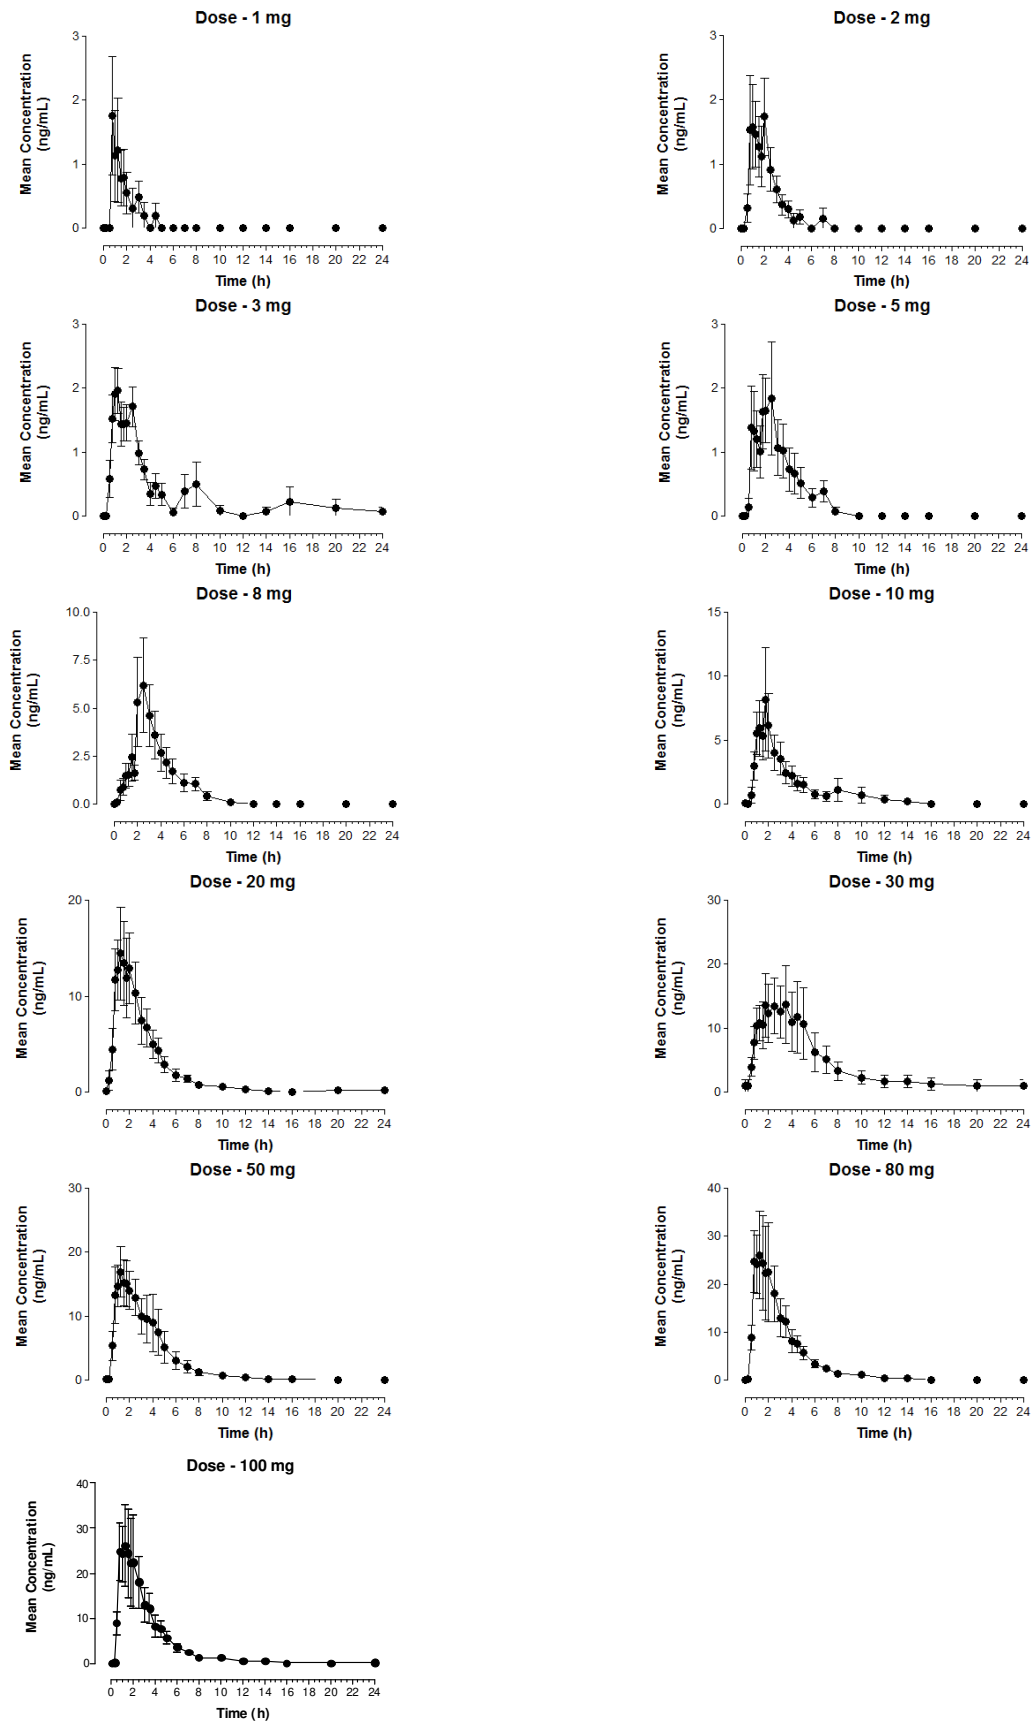 Dose - 1 mg
Mean Concentration
(ng/mL)
3
2
1
0
0 2 4 6 8 10 12 14 16 18 20 22 24
Time (h)
Dose - 2 mg
Mean Concentration
(ng/mL)
3
2
1
0
0 2 4 6 8 10 12 14 16 18 20 22 24
Time (h)
Dose - 3 mg
Mean Concentration
(ng/mL)
3
2
1
0
0 2 4 6 8 10 12 14 16 18 20 22 24
Time (h)
Dose - 5 mg
Mean Concentration
(ng/mL)
3
2
1
0
0 2 4 6 8 10 12 14 16 18 20 22 24
Time (h)
Dose - 8 mg
Mean Concentration
(ng/mL)
10.0
7.5
5.0
2.5
0.0
0 2 4 6 8 10 12 14 16 18 20 22 24
Time (h)
Dose - 10 mg
Mean Concentration
(ng/mL)
15
10
5
0
0 2 4 6 8 10 12 14 16 18 20 22 24
Time (h)
Dose - 20 mg
Mean Concentration
(ng/mL)
20
10
0
0 2 4 6 8 10 12 14 16 18 20 22 24
Time (h)
Dose - 30 mg
Mean Concentration
(ng/mL)
30
20
10
0
0 2 4 6 8 10 12 14 16 18 20 22 24
Time (h)
Dose - 50 mg
Mean Concentration
(ng/mL)
30
20
10
0
0 2 4 6 8 10 12 14 16 18 20 22 24
Time (h)
Dose - 80 mg
Mean Concentration
(ng/mL)
40
30
20
10
0
0 2 4 6 8 10 12 14 16 18 20 22 24
Time (h)
Dose - 100 mg
Mean Concentration
(ng/mL)
40
30
20
10
0
0 2 4 6 8 10 12 14 16 18 20 22 24
Time (h)